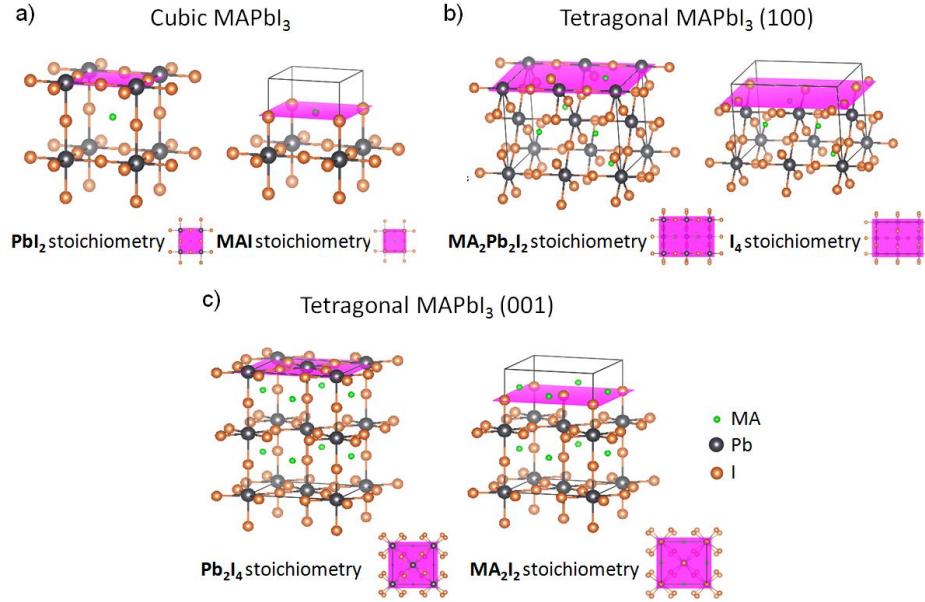 a)
Cubic MAPbI3
b)
Tetragonal MAPbI3 (100)
PbI2 stoichiometry
MAI stoichiometry
MA2Pb2I2 stoichiometry
I4 stoichiometry
c)
Tetragonal MAPbI3 (001)
MA
Pb
I
Pb2I4 stoichiometry
MA2I2 stoichiometry